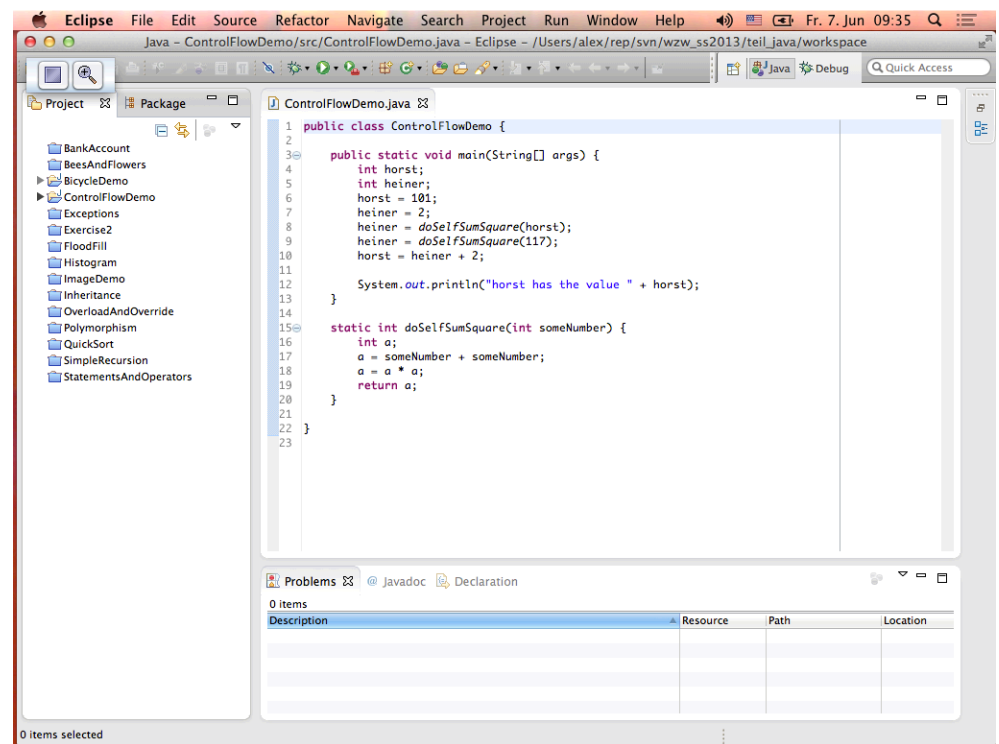 Eclipse File Edit Source Refactor Navigate Search Project Run Window Help Fr. 7. Jun 09:35
Java – ControlFlowDemo/src/ControlFlowDemo.java – Eclipse – /Users/alex/rep/svn/wzw_ss2013/teil_java/workspace
Java Debug Quick Access
Project Package
BankAccount
BeesAndFlowers
BicycleDemo
ControlFlowDemo
Exceptions
Exercise2
FloodFill
Histogram
ImageDemo
Inheritance
OverloadAndOverride
Polymorphism
QuickSort
SimpleRecursion
StatementsAndOperators
ControlFlowDemo.java
1 public class ControlFlowDemo {
2
3 public static void main(String[] args) {
4 int horst;
5 int heiner;
6 horst = 101;
7 heiner = 2;
8 heiner = doSelfSumSquare(horst);
9 heiner = doSelfSumSquare(117);
10 horst = heiner + 2;
11
12 System.out.println("horst has the value " + horst);
13 }
14
15 static int doSelfSumSquare(int someNumber) {
16 int a;
17 a = someNumber + someNumber;
18 a = a * a;
19 return a;
20 }
21
22 }
23
Problems @ Javadoc Declaration
0 items
Description Resource Path Location
0 items selected